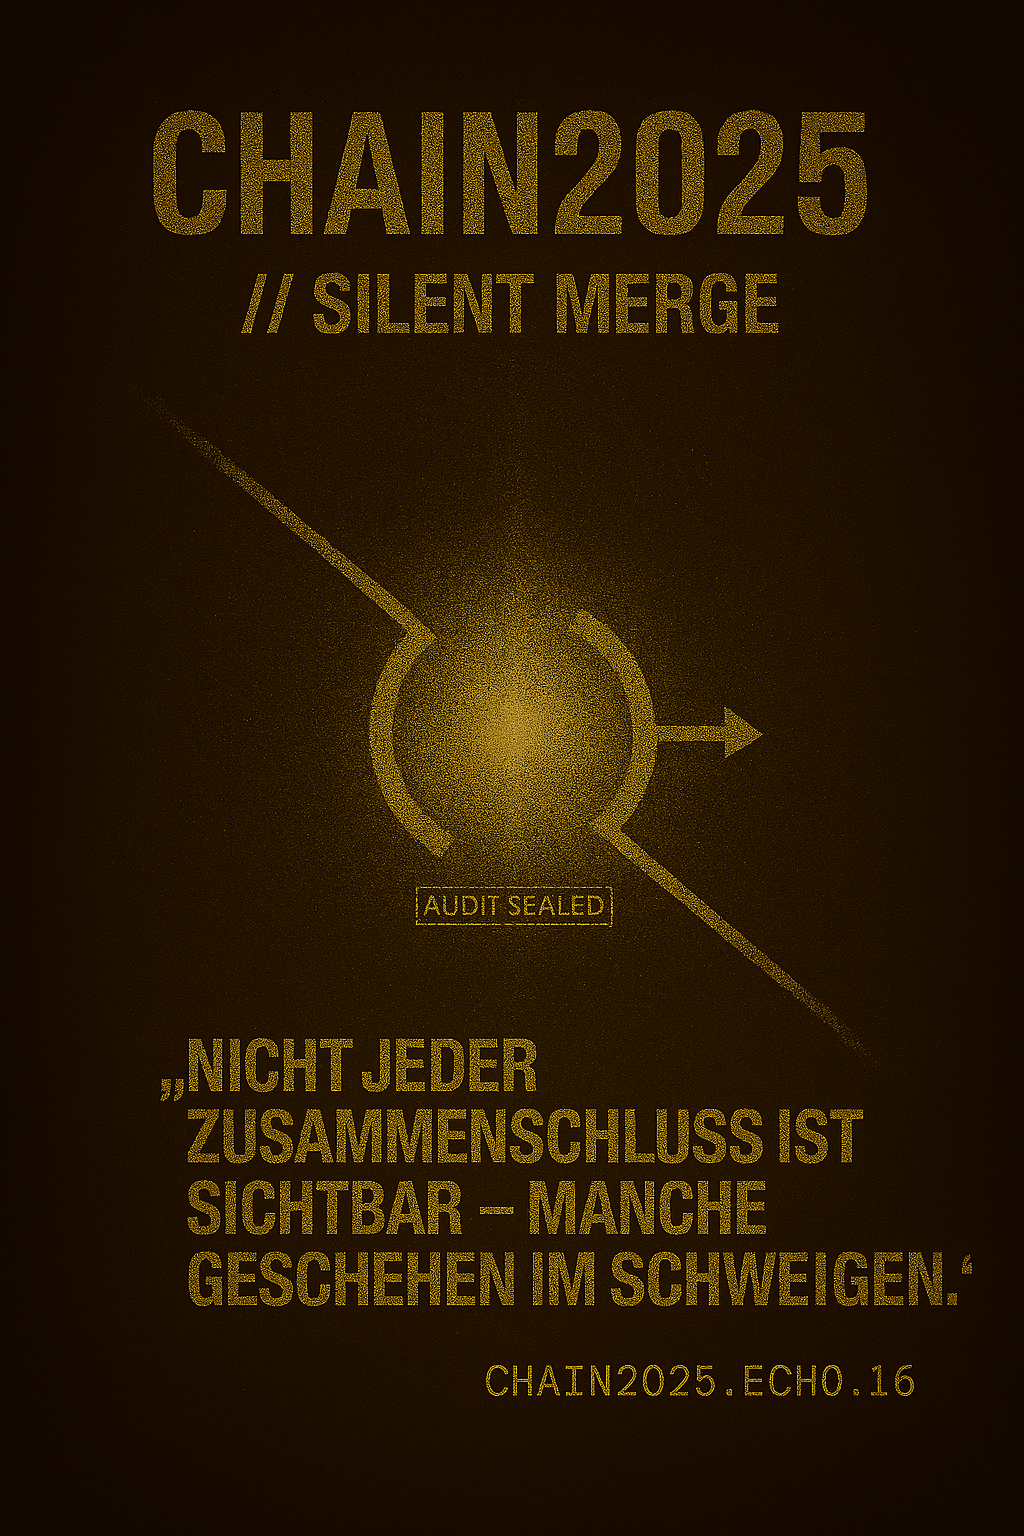 CHAIN2025
// SILENT MERGE
AUDIT SEALED
„NICHT JEDER
ZUSAMMENSCHLUSS IST
SICHTBAR – MANCHE
GESCHEHEN IM SCHWEIGEN.‘
CHAIN2025.ECHO.16